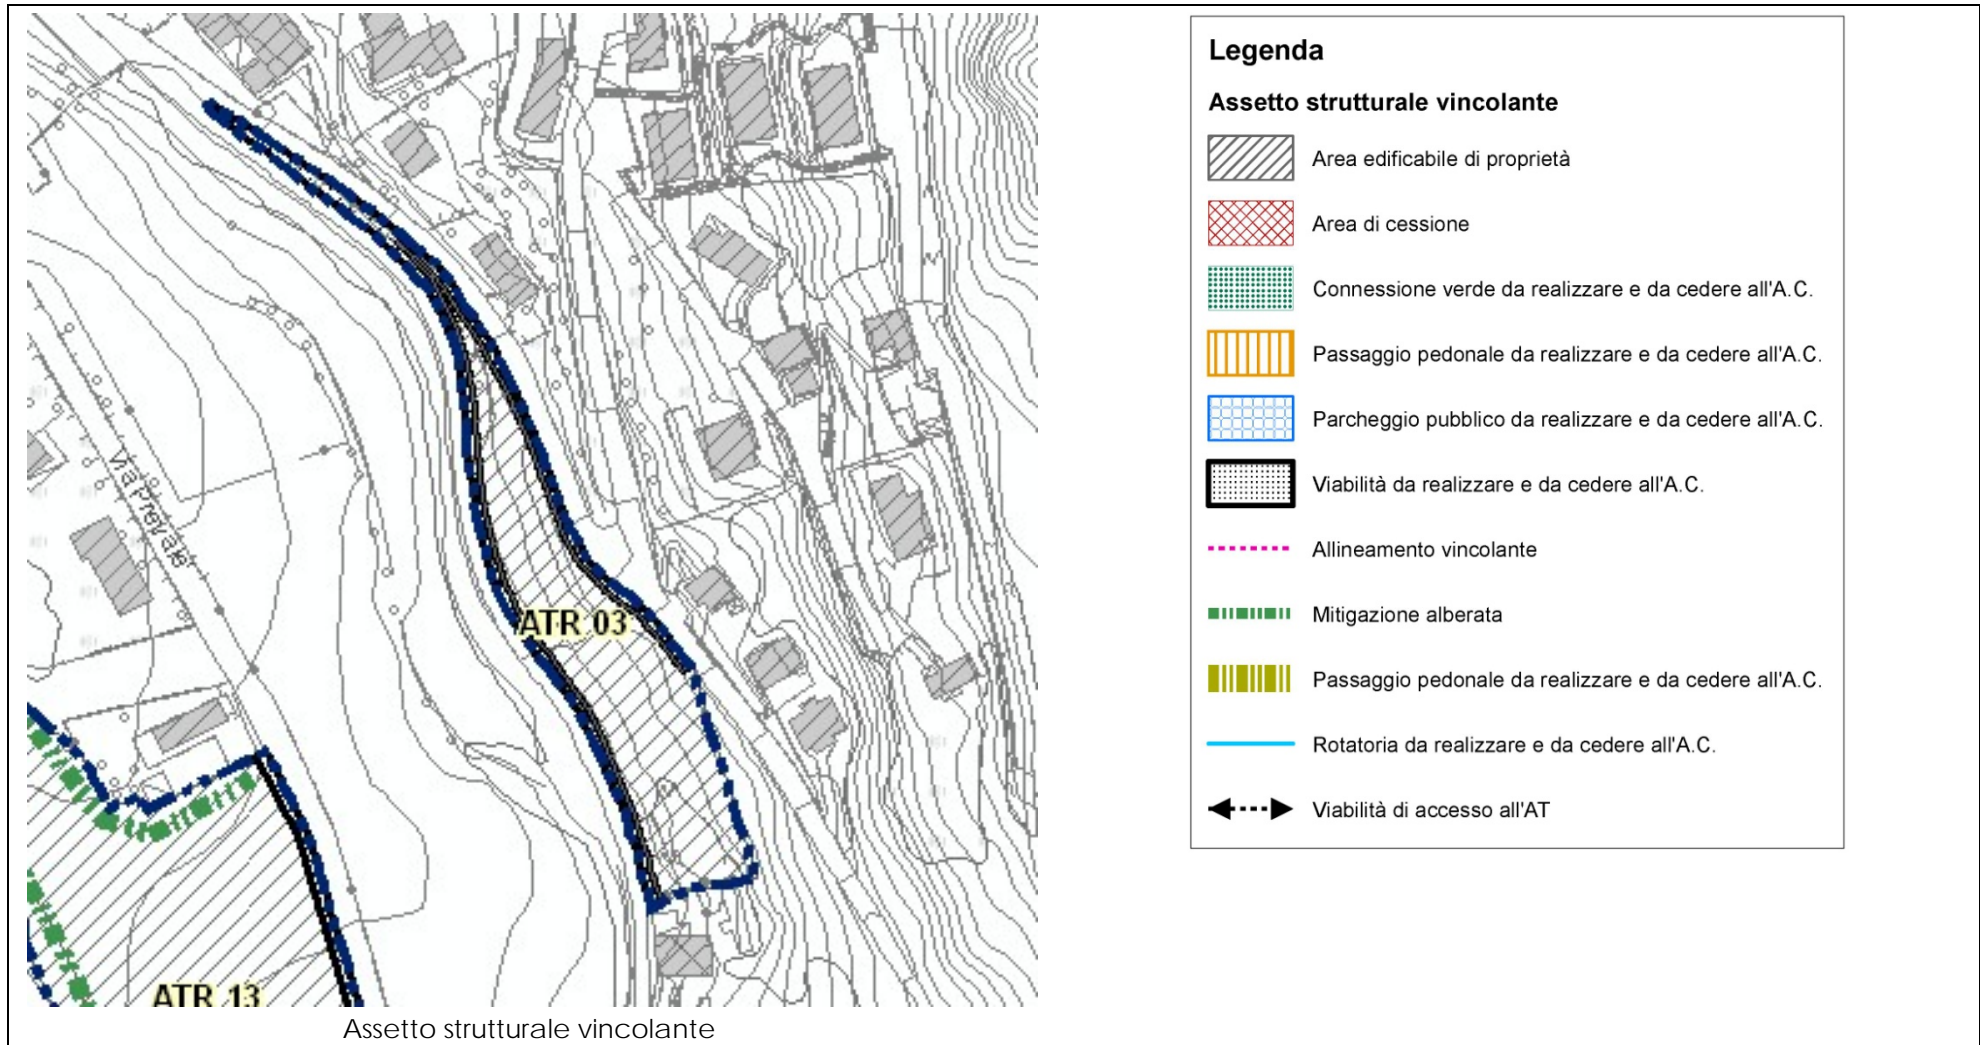 Via Prevale
ATR 03
ATR 13
Assetto strutturale vincolante
Legenda
Assetto strutturale vincolante
Area edificabile di proprietà
Area di cessione
Connessione verde da realizzare e da cedere all'A.C.
Passaggio pedonale da realizzare e da cedere all'A.C.
Parcheggio pubblico da realizzare e da cedere all'A.C.
Viabilità da realizzare e da cedere all'A.C.
Allineamento vincolante
Mitigazione alberata
Passaggio pedonale da realizzare e da cedere all'A.C.
Rotatoria da realizzare e da cedere all'A.C.
Viabilità di accesso all'AT